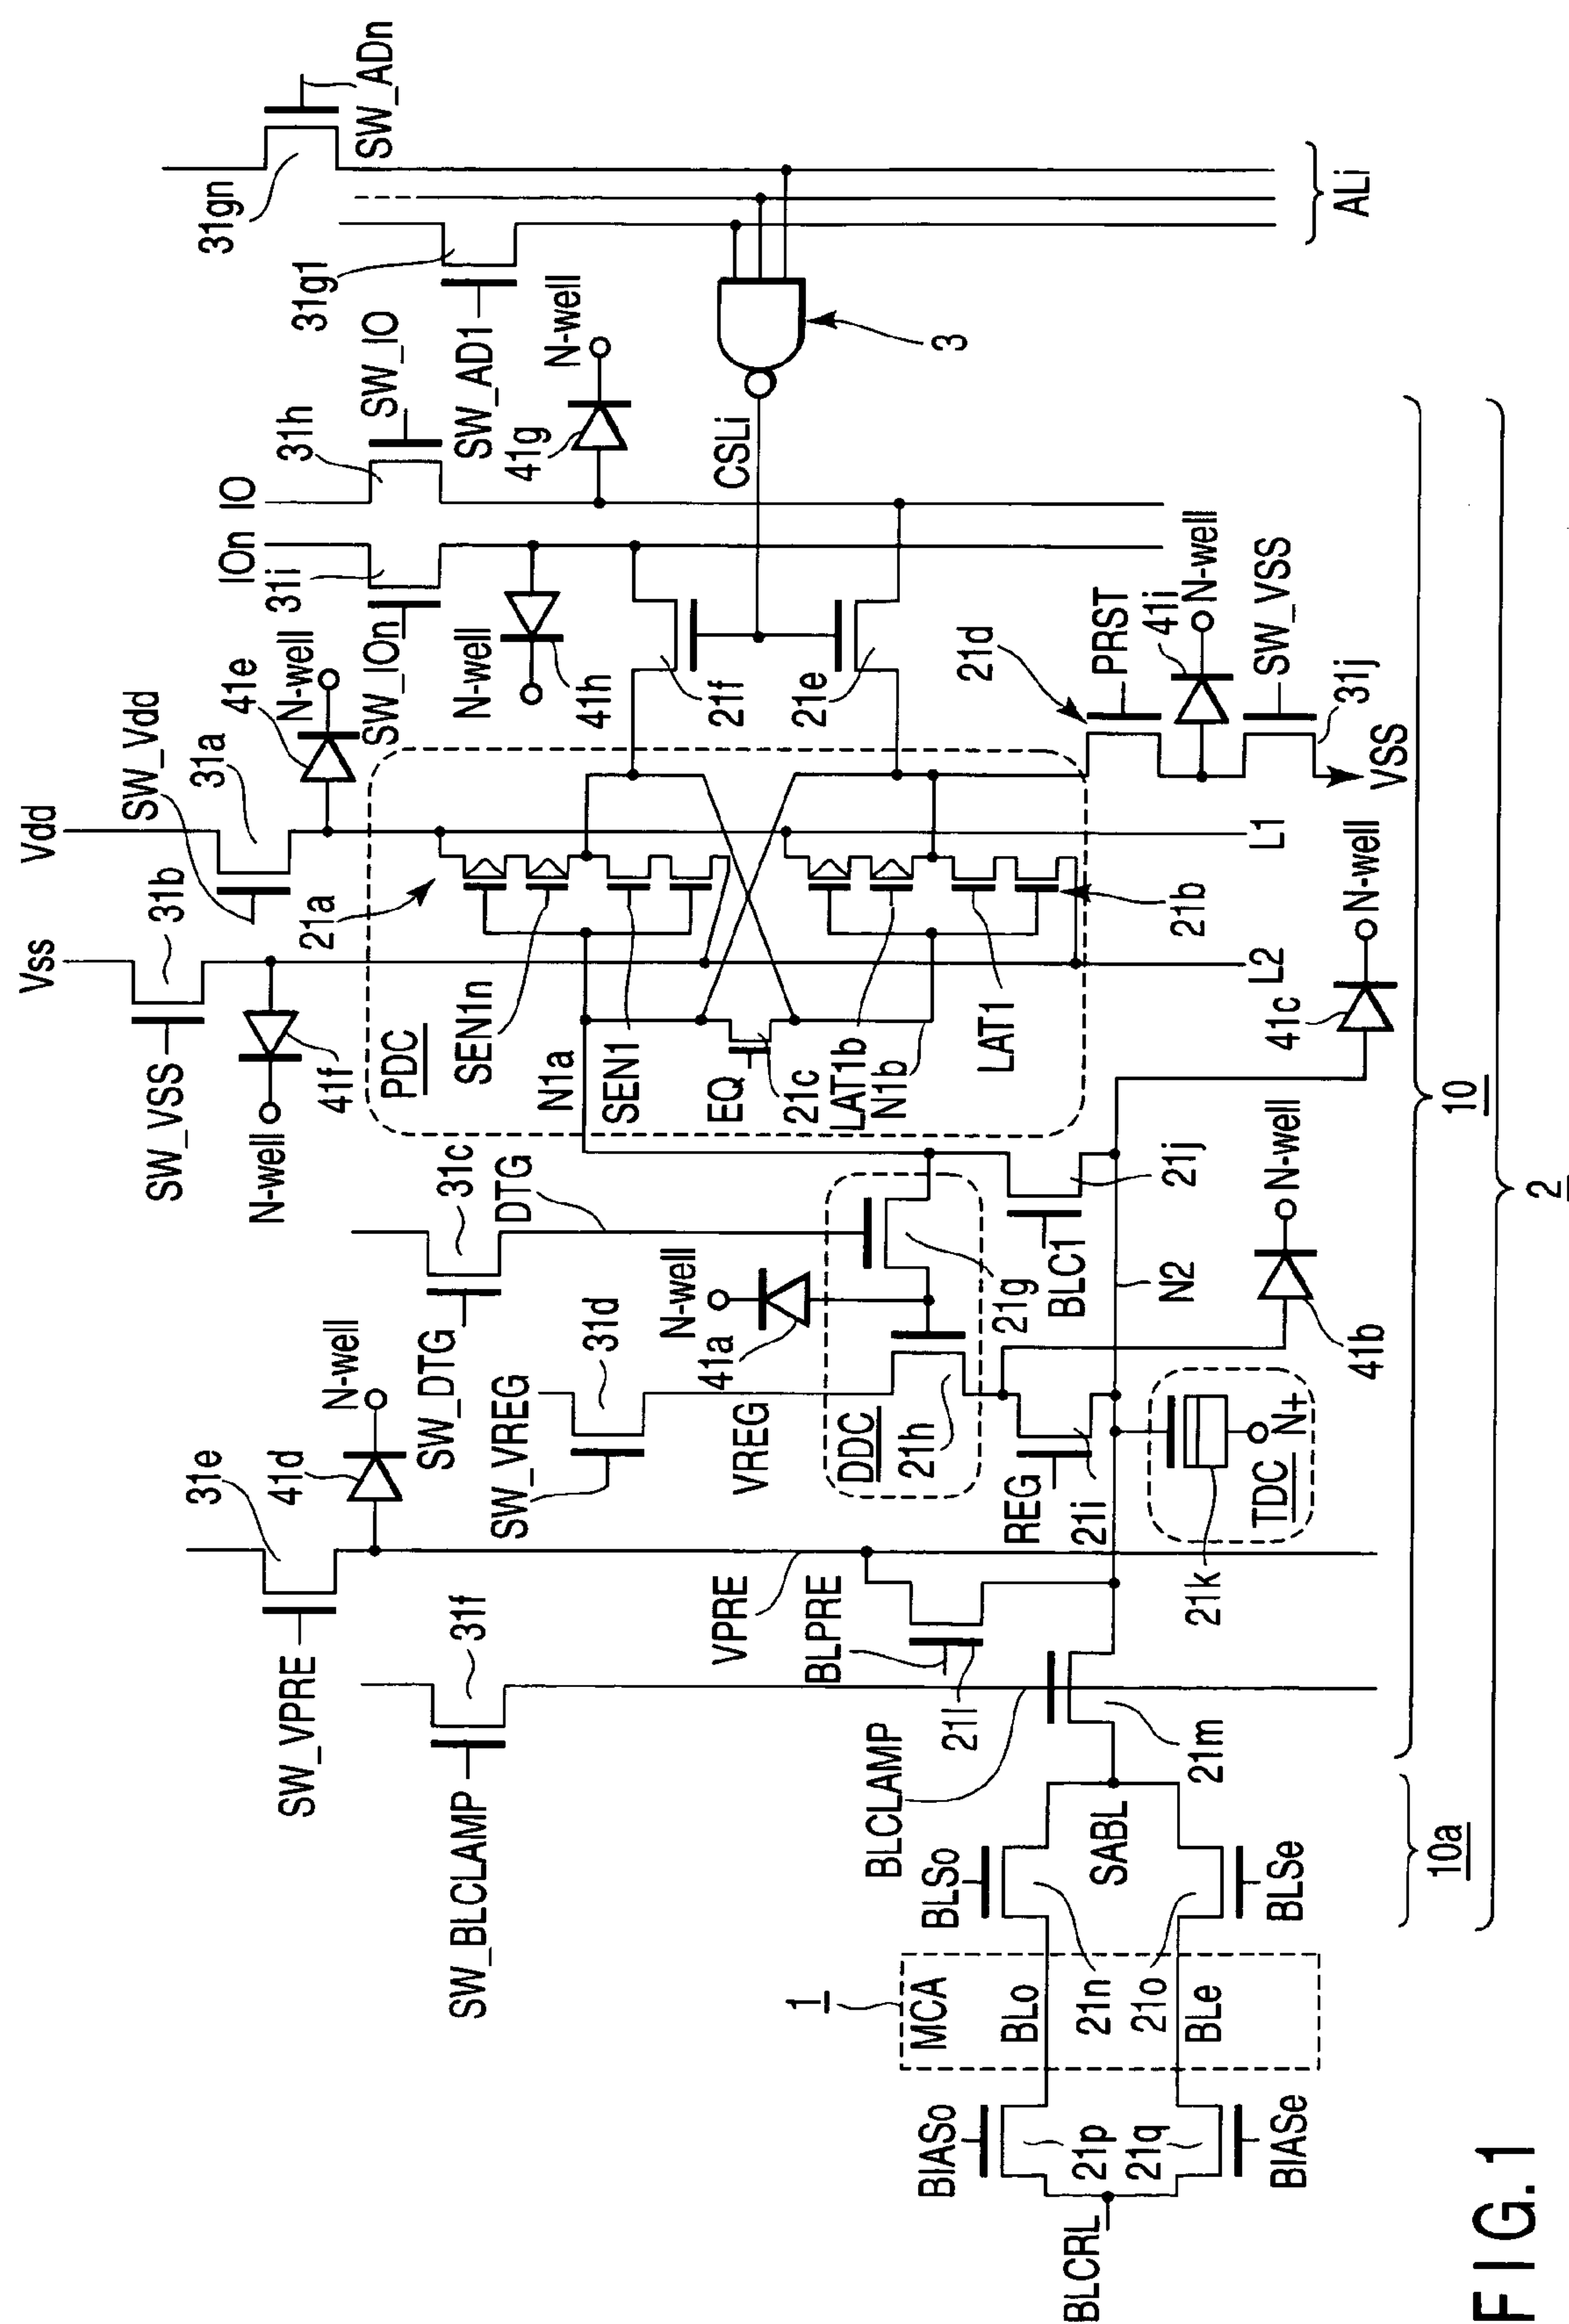 Vss
Vdd
SW_VSS
31b
SW_Vdd
31a
41f
N-well
41e
N-well
IOn
IO
31i
31h
SW_IOn
SW_IO
N-well
41h
41g
N-well
31gn
SW_ADn
31g1
SW_AD1
ALi
3
CSLi
21f
21e
PDC
21a
SEN1n
SEN1
N1a
EQ
21c
LAT1b
N1b
LAT1
21b
L1
L2
21d
PRST
41i
N-well
SW_VSS
31j
VSS
41c
N-well
31c
SW_DTG
DTG
31d
SW_VREG
VREG
N-well
41a
DDC
21h
21g
BLC1
21j
N2
REG
21i
41b
N-well
TDC
N+
21k
31e
SW_VPRE
41d
N-well
VPRE
BLPRE
21l
31f
SW_BLCLAMP
BLCLAMP
21m
SABL
BLSo
BLSe
21n
21o
1
MCA
BLo
BLe
BIASo
BIASe
21p
21q
BLCRL
10a
10
2
FIG. 1